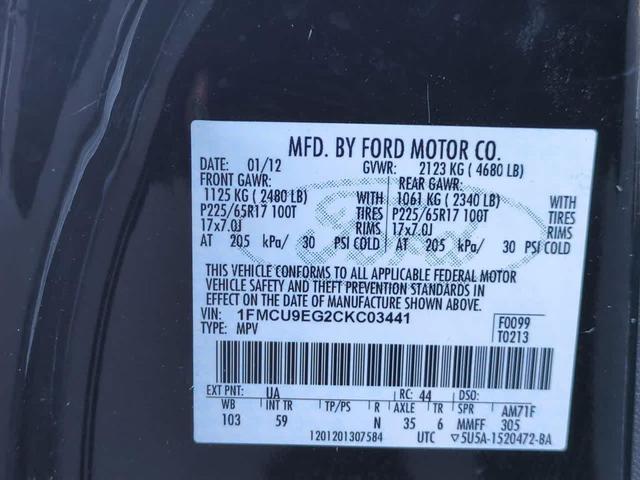 MFD. BY FORD MOTOR CO.
DATE: 01/12 GVWR: 2123 KG ( 4680 LB)
FRONT GAWR: REAR GAWR:
1125 KG ( 2480 LB) WITH 1061 KG ( 2340 LB) WITH
P225/65R17 100T TIRES P225/65R17 100T TIRES
17x7.0J RIMS 17x7.0J RIMS
AT 205 kPa/ 30 PSI COLD AT 205 kPa/ 30 PSI COLD
THIS VEHICLE CONFORMS TO ALL APPLICABLE FEDERAL MOTOR
VEHICLE SAFETY AND THEFT PREVENTION STANDARDS IN
EFFECT ON THE DATE OF MANUFACTURE SHOWN ABOVE.
VIN: 1FMCU9EG2CKC03441 F0099
TYPE: MPV T0213
EXT PNT: UA RC: 44 DSO:
WB INT TR TP/PS R AXLE TR SPR AM71F
103 59 N 35 6 MMFF 305
1201201307584 UTC ▽5U5A-1520472-BA
Ford